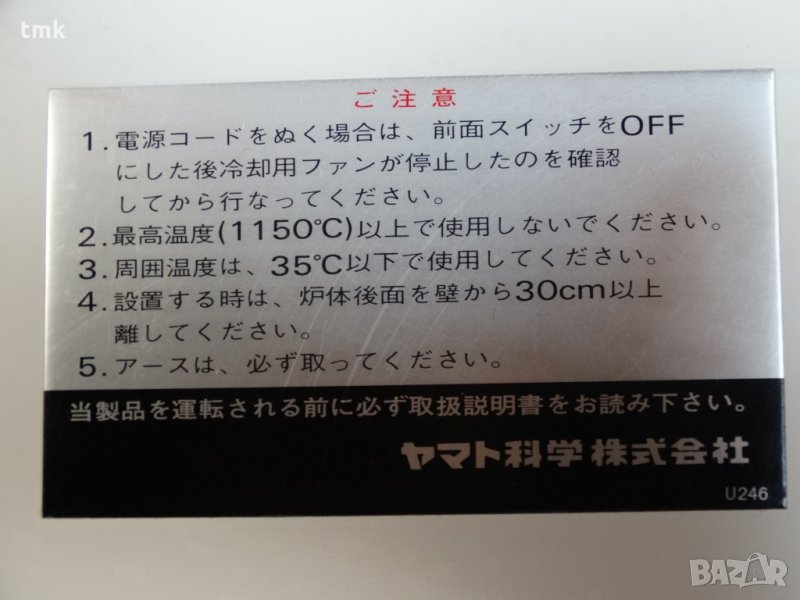 tmk
ご注意
1. 電源コードをぬく場合は、前面スイッチをOFF
にした後冷却用ファンが停止したのを確認
してから行なってください。
2. 最高温度(1150℃)以上で使用しないでください。
3. 周囲温度は、35℃以下で使用してください。
4. 設置する時は、炉体後面を壁から30cm以上
離してください。
5. アースは、必ず取ってください。
当製品を運転される前に必ず取扱説明書をお読み下さい。
ヤマト科学株式会社
U246
BAZAR